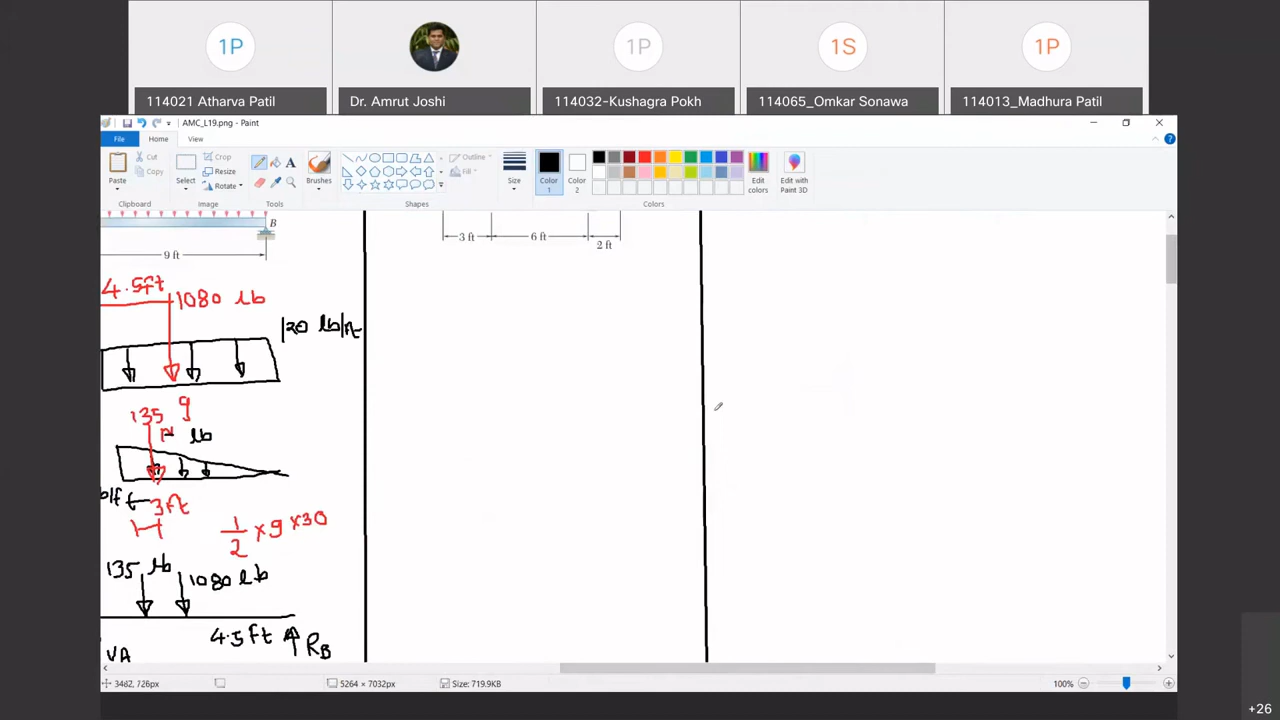 1P
1P
1S
1P
114021 Atharva Patil
Dr. Amrut Joshi
114032-Kushagra Pokh
114065_Omkar Sonawa
114013_Madhura Patil
AMC_L19.png - Paint
File
Home
View
Paste
Cut
Copy
Clipboard
Select
Crop
Resize
Rotate
Image
A
Tools
Brushes
Outline
Fill
Shapes
Size
Color 1
Color 2
Edit colors
Colors
Edit with Paint 3D
B
9 ft
3 ft
6 ft
2 ft
4.5ft
1080 lb
120 lb/ft
135 9
lb
3ft
1/2 × 9 × 30
135 lb
1080 lb
4.5 ft
RB
VA
3482, 726px
5264 × 7032px
Size: 719.9KB
100%
+26